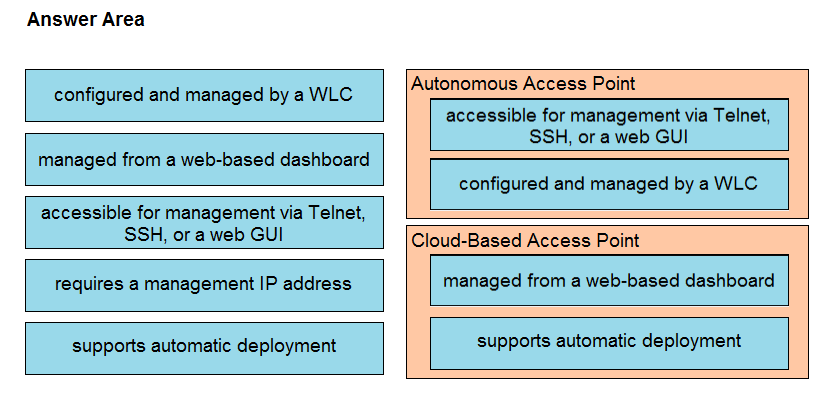 Answer Area
configured and managed by a WLC
managed from a web-based dashboard
accessible for management via Telnet,
SSH, or a web GUI
requires a management IP address
supports automatic deployment
Autonomous Access Point
accessible for management via Telnet,
SSH, or a web GUI
configured and managed by a WLC
Cloud-Based Access Point
managed from a web-based dashboard
supports automatic deployment